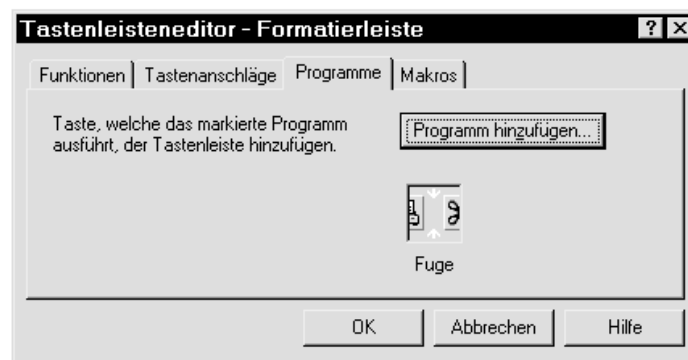 Tastenleisteneditor - Formatierleiste
Funktionen Tastenanschläge Programme Makros
Taste, welche das markierte Programm
ausführt, der Tastenleiste hinzufügen.
Programm hinzufügen...
Fuge
OK Abbrechen Hilfe